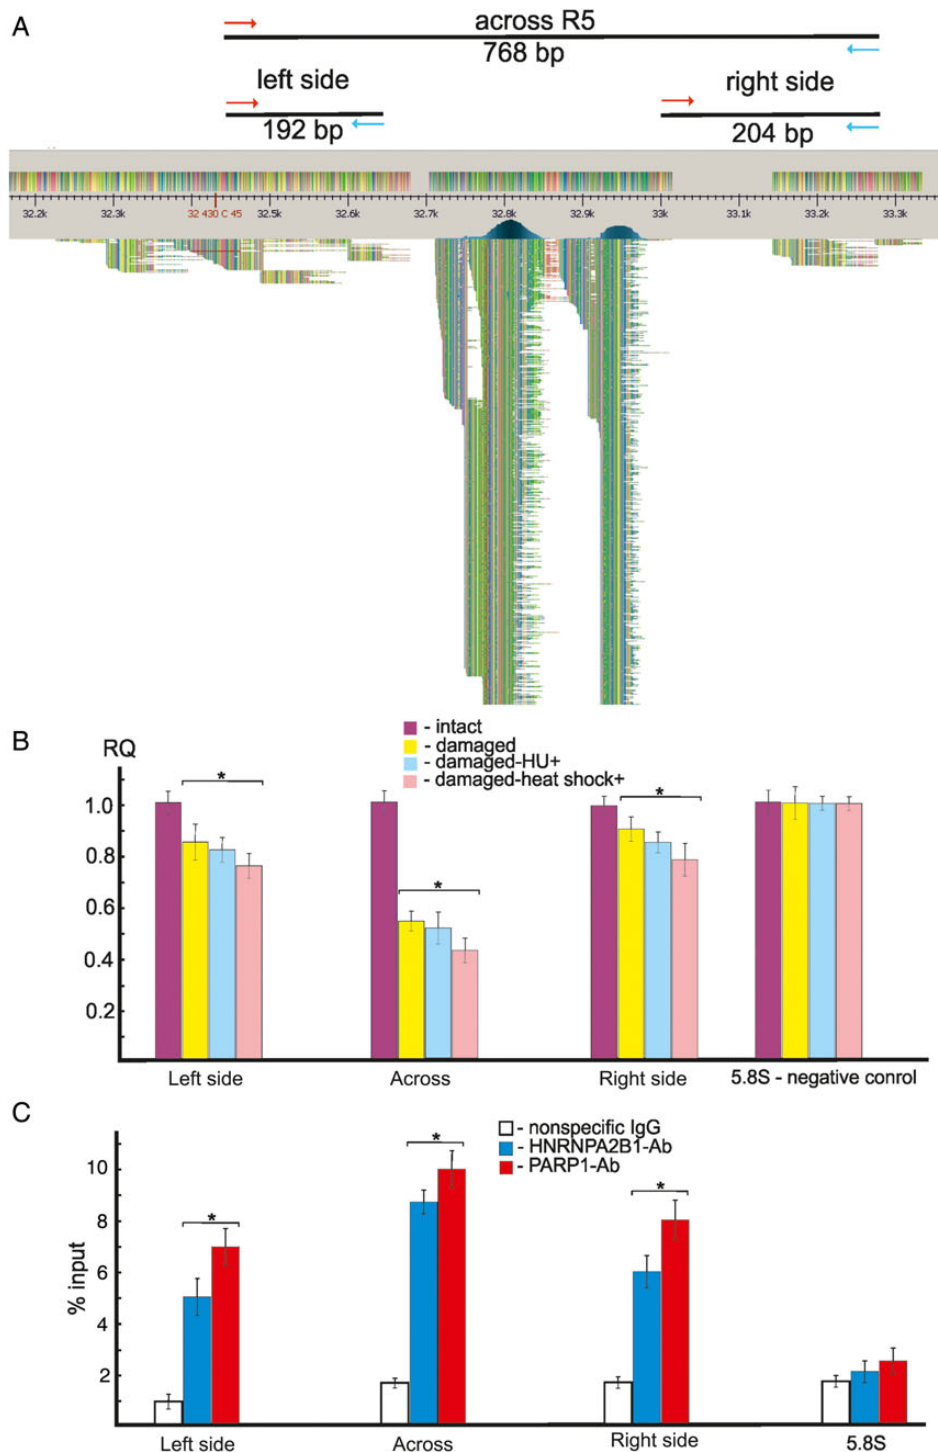 A
across R5
768 bp
left side
right side
192 bp
204 bp
32.2k 32.3k 32 430 C 45 32.5k 32.6k 32.7k 32.8k 32.9k 33k 33.1k 33.2k 33.3k
B
RQ
- intact
- damaged
- damaged-HU+
- damaged-heat shock+
* * *
1.0
0.8
0.6
0.4
0.2
Left side Across Right side 5.8S - negative conrol
C
- nonspecific IgG
- HNRNPA2B1-Ab
- PARP1-Ab
* * *
% input
10
8
6
4
2
Left side Across Right side 5.8S